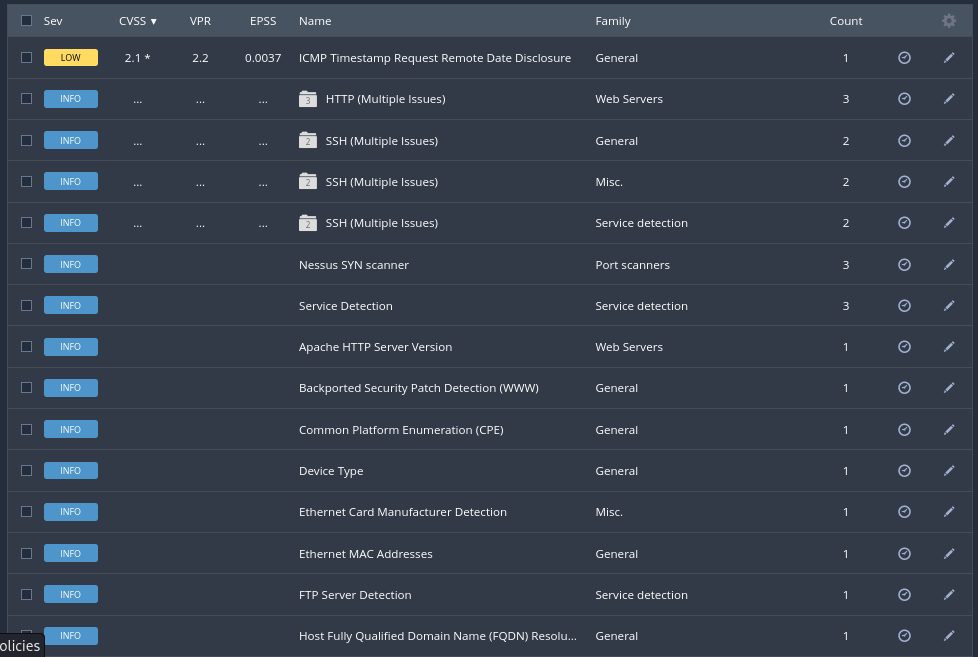 Sev CVSS ▼ VPR EPSS Name Family Count
LOW 2.1 * 2.2 0.0037 ICMP Timestamp Request Remote Date Disclosure General 1
INFO ... ... ... 3 HTTP (Multiple Issues) Web Servers 3
INFO ... ... ... 2 SSH (Multiple Issues) General 2
INFO ... ... ... 2 SSH (Multiple Issues) Misc. 2
INFO ... ... ... 2 SSH (Multiple Issues) Service detection 2
INFO Nessus SYN scanner Port scanners 3
INFO Service Detection Service detection 3
INFO Apache HTTP Server Version Web Servers 1
INFO Backported Security Patch Detection (WWW) General 1
INFO Common Platform Enumeration (CPE) General 1
INFO Device Type General 1
INFO Ethernet Card Manufacturer Detection Misc. 1
INFO Ethernet MAC Addresses General 1
INFO FTP Server Detection Service detection 1
INFO Host Fully Qualified Domain Name (FQDN) Resolu... General 1
olicies